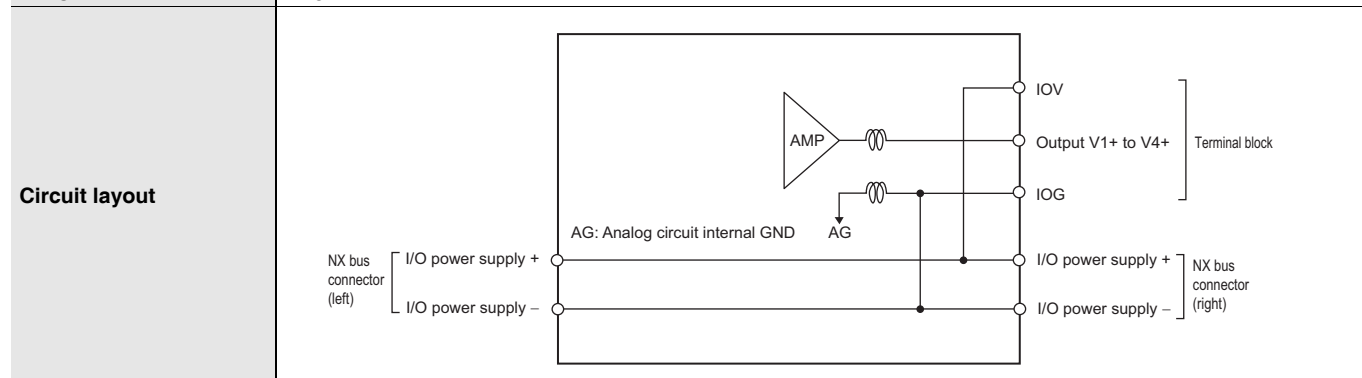 Circuit layout
IOV
AMP
Output V1+ to V4+
Terminal block
IOG
AG: Analog circuit internal GND
AG
NX bus
connector
(left)
I/O power supply +
I/O power supply –
I/O power supply +
I/O power supply –
NX bus
connector
(right)